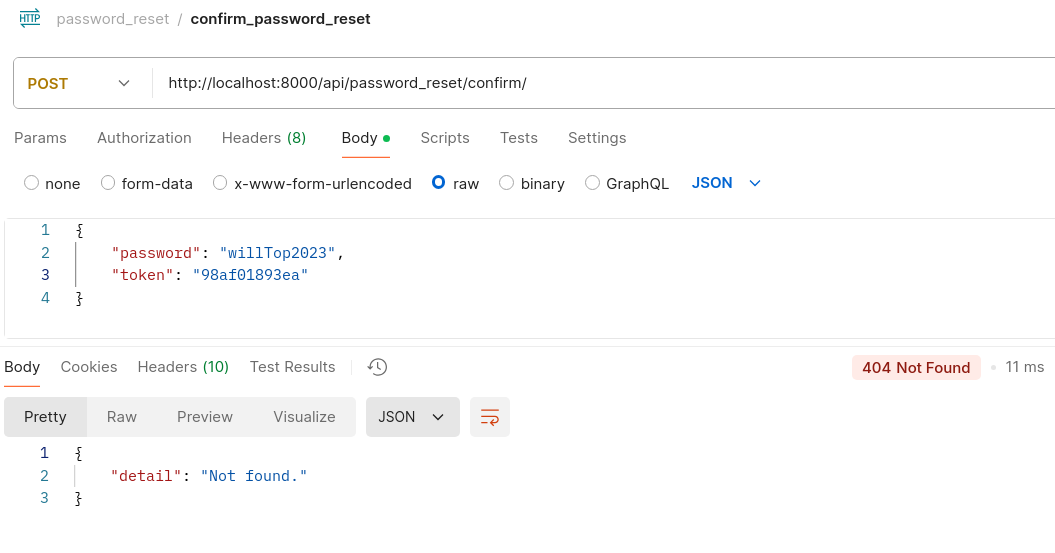 HTTP password_reset / confirm_password_reset
POST http://localhost:8000/api/password_reset/confirm/
Params Authorization Headers (8) Body Scripts Tests Settings
none form-data x-www-form-urlencoded raw binary GraphQL JSON
1 {
2 "password": "willTop2023",
3 "token": "98af01893ea"
4 }
Body Cookies Headers (10) Test Results 404 Not Found 11 ms
Pretty Raw Preview Visualize JSON
1 {
2 "detail": "Not found."
3 }